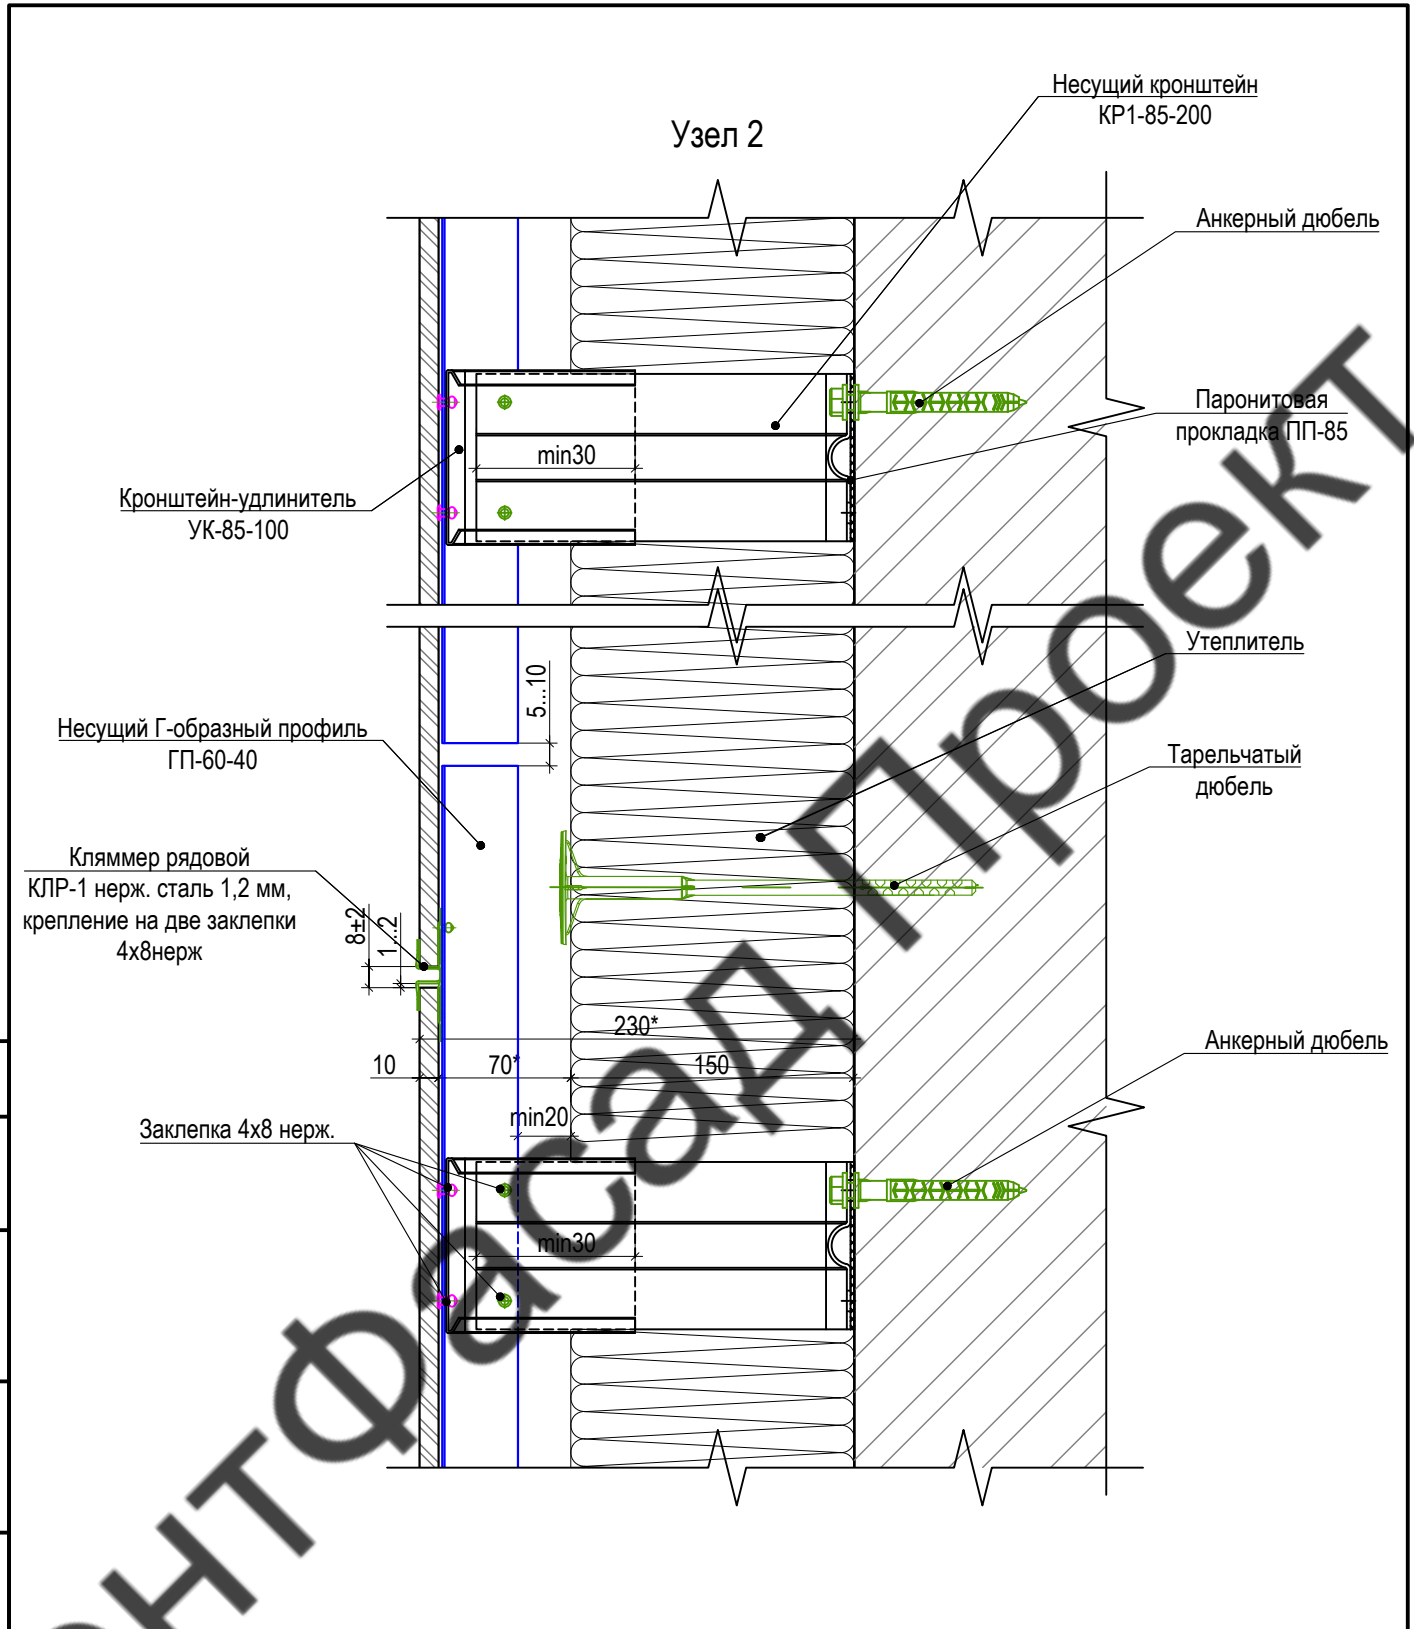 Узел 2
Несущий кронштейн
КР1-85-200
Анкерный дюбель
Паронитовая
прокладка ПП-85
min30
Кронштейн-удлинитель
УК-85-100
Утеплитель
5...10
Несущий Г-образный профиль
ГП-60-40
Тарельчатый
дюбель
Кляммер рядовой
КЛР-1 нерж. сталь 1,2 мм,
крепление на две заклепки
4х8нерж
8±2
1...2
230*
10
70*
150
Анкерный дюбель
min20
Заклепка 4х8 нерж.
min30
нтФасад Проект